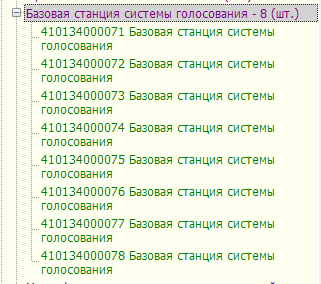 Базовая станция системы голосования - 8 (шт.)
410134000071 Базовая станция системы
голосования
410134000072 Базовая станция системы
голосования
410134000073 Базовая станция системы
голосования
410134000074 Базовая станция системы
голосования
410134000075 Базовая станция системы
голосования
410134000076 Базовая станция системы
голосования
410134000077 Базовая станция системы
голосования
410134000078 Базовая станция системы
голосования